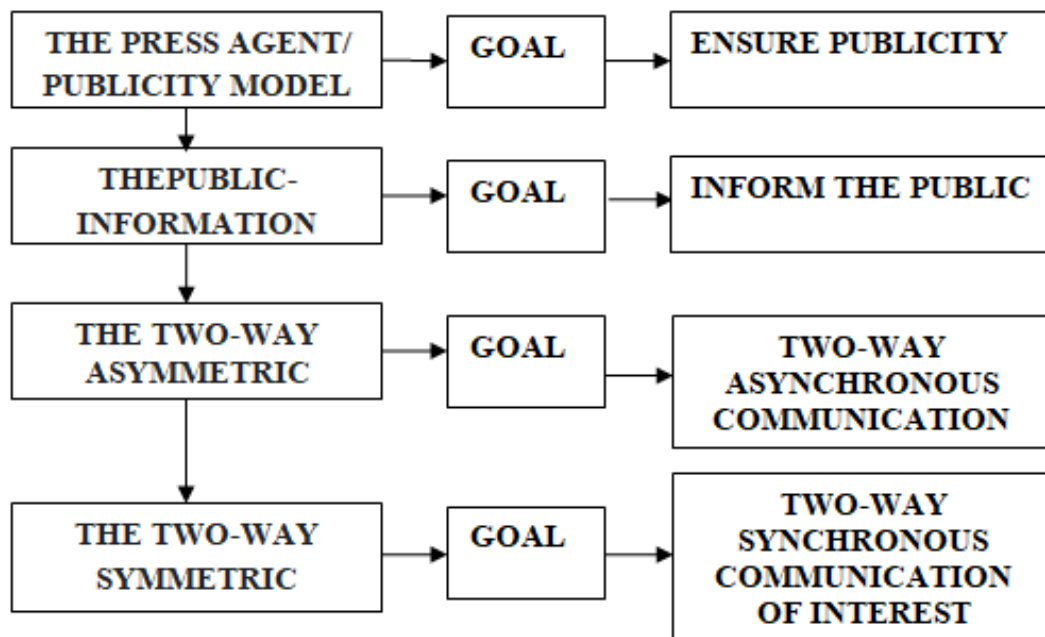 THE PRESS AGENT/
PUBLICITY MODEL
GOAL
ENSURE PUBLICITY
THEPUBLIC-
INFORMATION
GOAL
INFORM THE PUBLIC
THE TWO-WAY
ASYMMETRIC
GOAL
TWO-WAY
ASYNCHRONOUS
COMMUNICATION
THE TWO-WAY
SYMMETRIC
GOAL
TWO-WAY
SYNCHRONOUS
COMMUNICATION
OF INTEREST